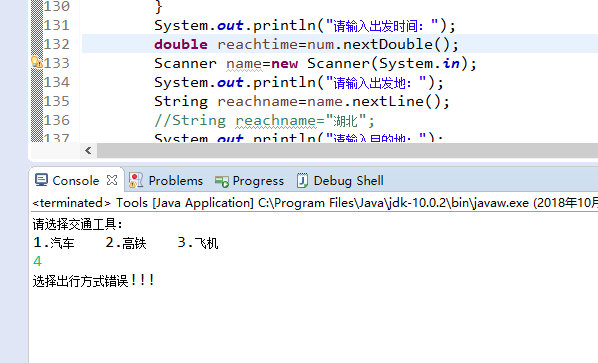 130 }
131 System.out.println("请输入出发时间：");
132 double reachtime=num.nextDouble();
133 Scanner name=new Scanner(System.in);
134 System.out.println("请输入出发地：");
135 String reachname=name.nextLine();
136 //String reachname="湖北";
137 System.out.println("请输入目的地：");
Console Problems Progress Debug Shell
<terminated> Tools [Java Application] C:\Program Files\Java\jdk-10.0.2\bin\javaw.exe (2018年10月
请选择交通工具：
1.汽车 2.高铁 3.飞机
4
选择出行方式错误!!!